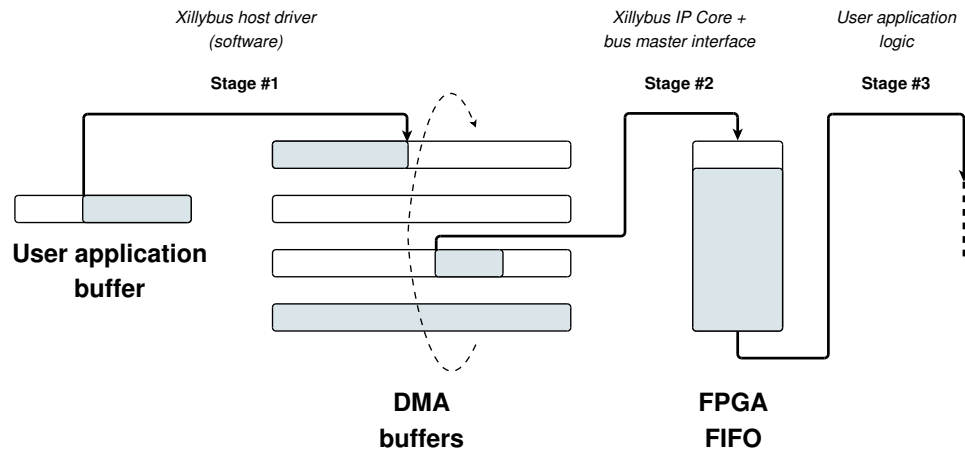 Xillybus host driver
(software)
Stage #1
Xillybus IP Core +
bus master interface
Stage #2
User application
logic
Stage #3
User application
buffer
DMA
buffers
FPGA
FIFO